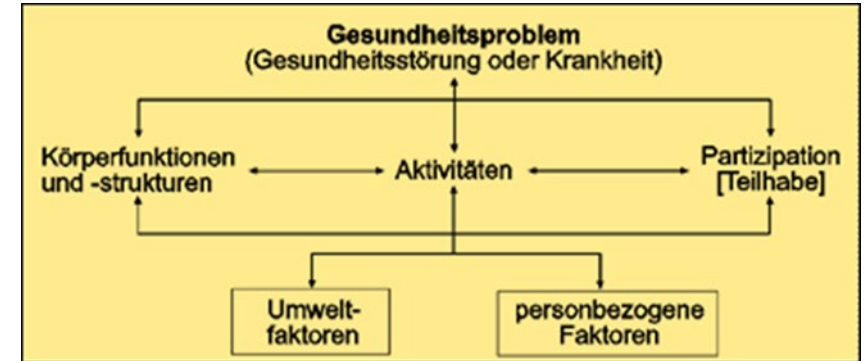 Gesundheitsproblem
(Gesundheitsstörung oder Krankheit)
Körperfunktionen
und -strukturen
Aktivitäten
Partizipation
[Teilhabe]
Umwelt-
faktoren
personbezogene
Faktoren